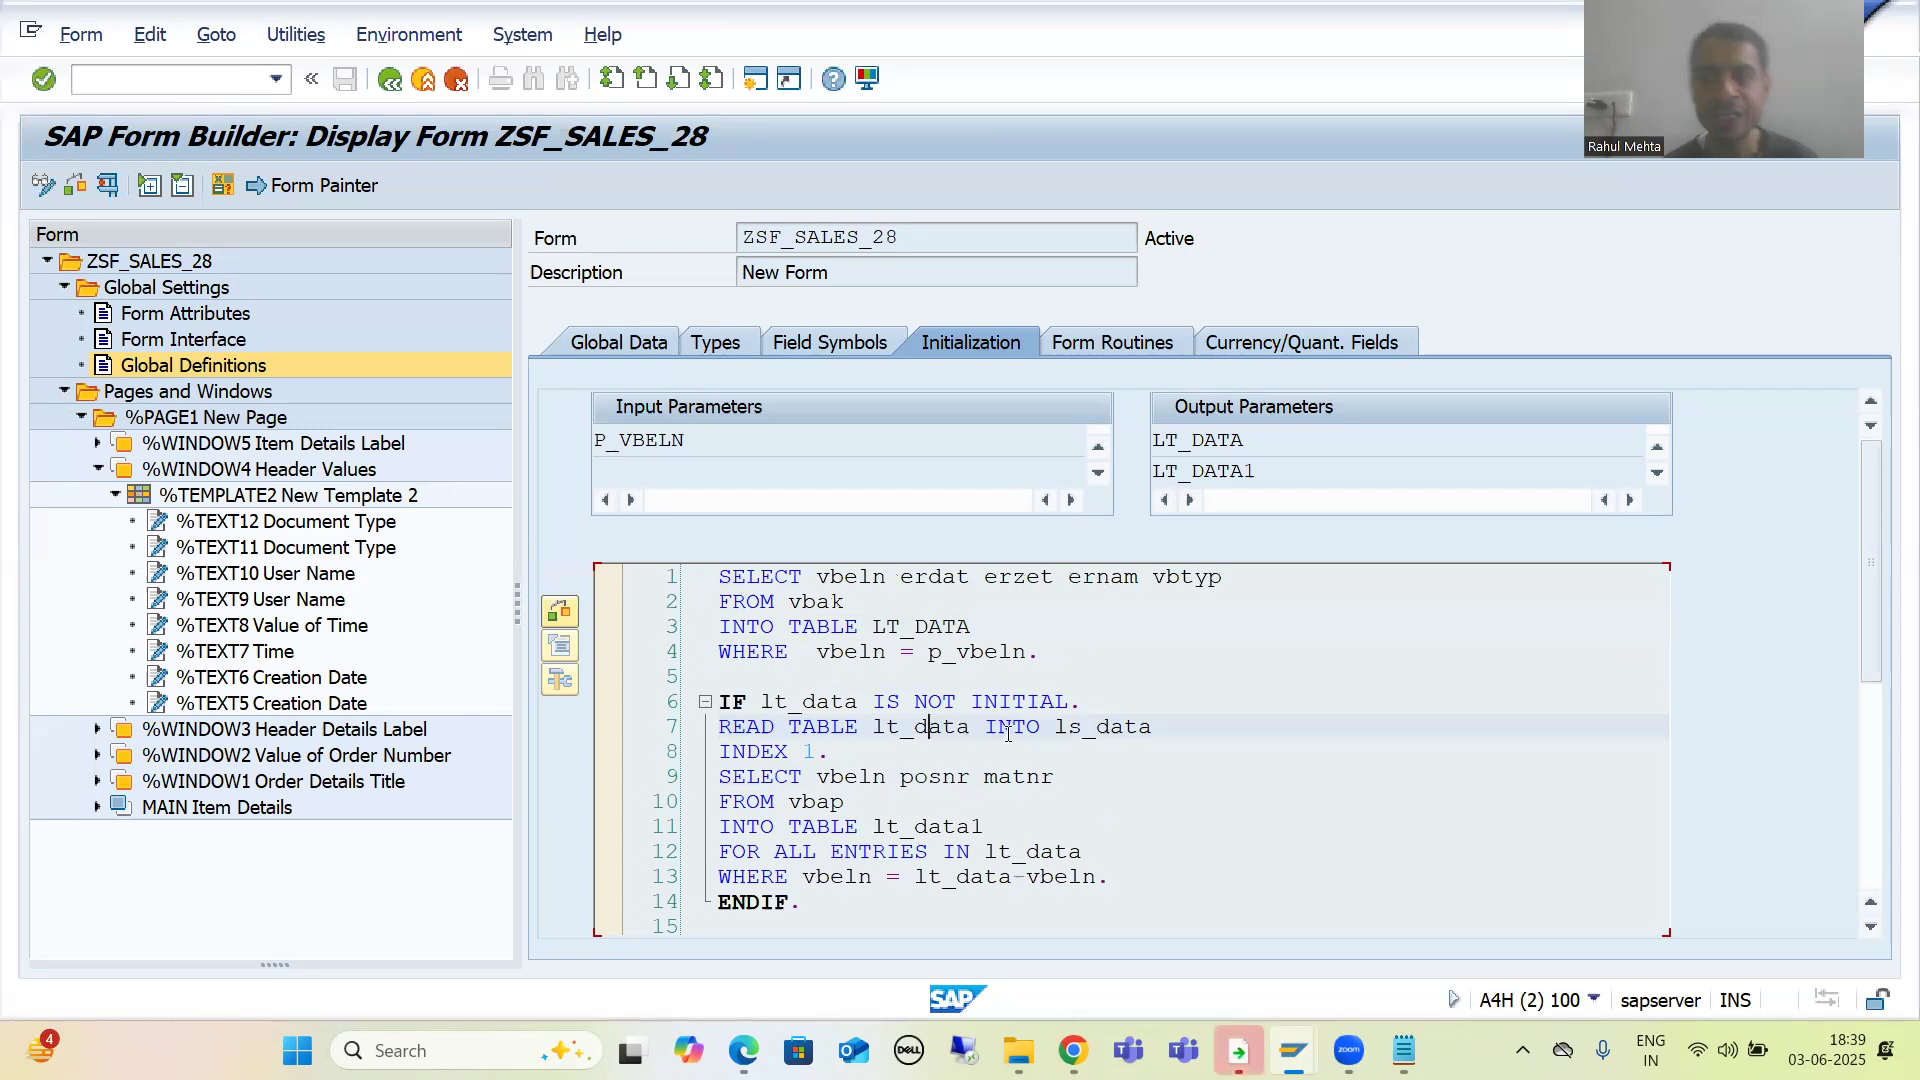 Form Edit Goto Utilities Environment System Help
SAP Form Builder: Display Form ZSF_SALES_28
Form Painter
Rahul Mehta
Form
ZSF_SALES_28
Global Settings
Form Attributes
Form Interface
Global Definitions
Pages and Windows
%PAGE1 New Page
%WINDOW5 Item Details Label
%WINDOW4 Header Values
%TEMPLATE2 New Template 2
%TEXT12 Document Type
%TEXT11 Document Type
%TEXT10 User Name
%TEXT9 User Name
%TEXT8 Value of Time
%TEXT7 Time
%TEXT6 Creation Date
%TEXT5 Creation Date
%WINDOW3 Header Details Label
%WINDOW2 Value of Order Number
%WINDOW1 Order Details Title
MAIN Item Details
Form ZSF_SALES_28 Active
Description New Form
Global Data Types Field Symbols Initialization Form Routines Currency/Quant. Fields
Input Parameters
P_VBELN
Output Parameters
LT_DATA
LT_DATA1
1 SELECT vbeln erdat erzet ernam vbtyp
2 FROM vbak
3 INTO TABLE LT_DATA
4 WHERE  vbeln = p_vbeln.
5
6 IF lt_data IS NOT INITIAL.
7 READ TABLE lt_data INTO ls_data
8 INDEX 1.
9 SELECT vbeln posnr matnr
10 FROM vbap
11 INTO TABLE lt_data1
12 FOR ALL ENTRIES IN lt_data
13 WHERE vbeln = lt_data-vbeln.
14 ENDIF.
15
SAP
A4H (2) 100 sapserver INS
4
Search
DELL
zoom
ENG
IN
18:39
03-06-2025